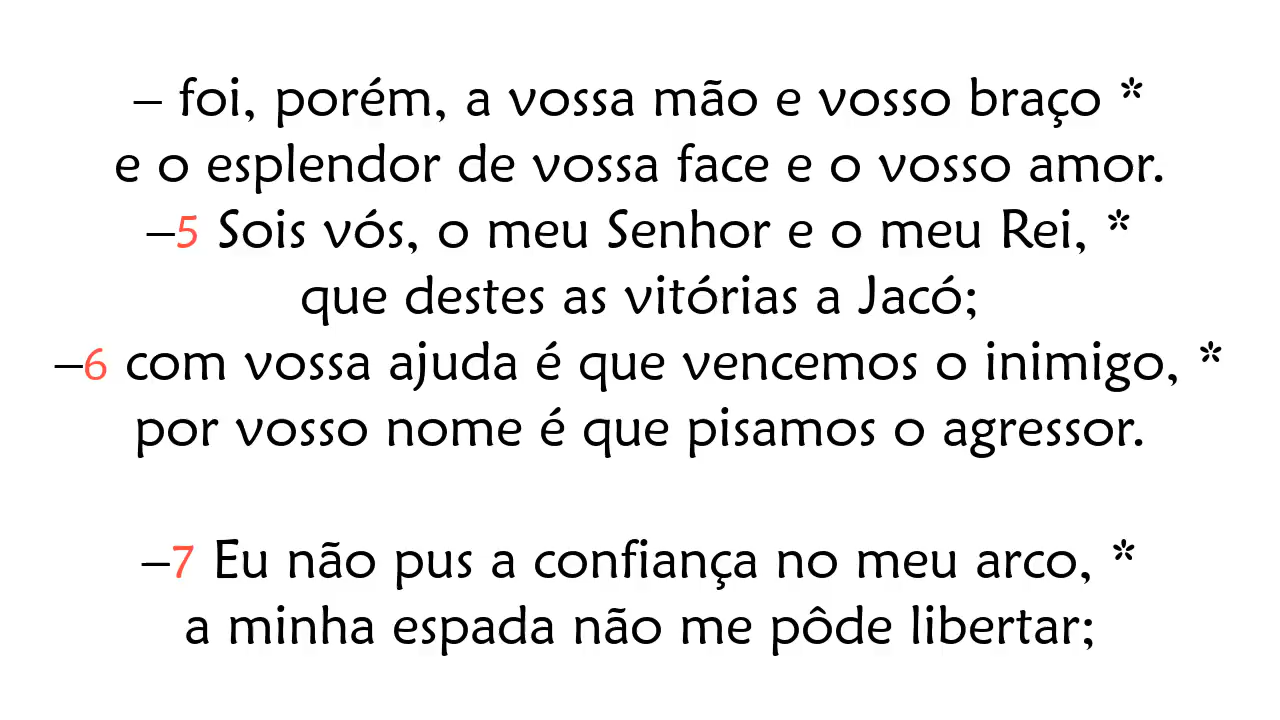 – foi, porém, a vossa mão e vosso braço *
e o esplendor de vossa face e o vosso amor.
–5 Sois vós, o meu Senhor e o meu Rei, *
que destes as vitórias a Jacó;
–6 com vossa ajuda é que vencemos o inimigo, *
por vosso nome é que pisamos o agressor.
–7 Eu não pus a confiança no meu arco, *
a minha espada não me pôde libertar;